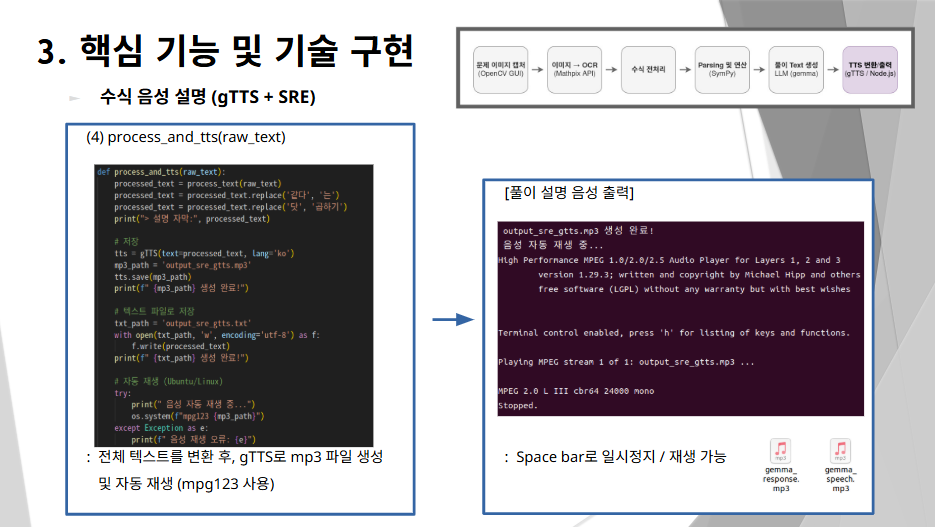 3. 핵심 기능 및 기술 구현
문제 이미지 캡처
(OpenCV GUI)
이미지 → OCR
(Mathpix API)
수식 전처리
Parsing 및 연산
(SymPy)
풀이 Text 생성
LLM (gemma)
TTS 변환/출력
(gTTS / Node.js)
► 수식 음성 설명 (gTTS + SRE)
(4) process_and_tts(raw_text)
def process_and_tts(raw_text):
    processed_text = process_text(raw_text)
    processed_text = processed_text.replace('같다', '는')
    processed_text = processed_text.replace('닷', '곱하기')
    print("> 설명 자막:", processed_text)
    # 저장
    tts = gTTS(text=processed_text, lang='ko')
    mp3_path = 'output_sre_gtts.mp3'
    tts.save(mp3_path)
    print(f" {mp3_path} 생성 완료!")
    # 텍스트 파일로 저장
    txt_path = 'output_sre_gtts.txt'
    with open(txt_path, 'w', encoding='utf-8') as f:
        f.write(processed_text)
    print(f" {txt_path} 생성 완료!")
    # 자동 재생 (Ubuntu/Linux)
    try:
        print(" 음성 자동 재생 중...")
        os.system(f"mpg123 {mp3_path}")
    except Exception as e:
        print(f" 음성 재생 오류: {e}")
: 전체 텍스트를 변환 후, gTTS로 mp3 파일 생성
및 자동 재생 (mpg123 사용)
[풀이 설명 음성 출력]
output_sre_gtts.mp3 생성 완료!
음성 자동 재생 중...
High Performance MPEG 1.0/2.0/2.5 Audio Player for Layers 1, 2 and 3
version 1.29.3; written and copyright by Michael Hipp and others
free software (LGPL) without any warranty but with best wishes
Terminal control enabled, press 'h' for listing of keys and functions.
Playing MPEG stream 1 of 1: output_sre_gtts.mp3 ...
MPEG 2.0 L III cbr64 24000 mono
Stopped.
: Space bar로 일시정지 / 재생 가능
mp3
gemma_
response.
mp3
mp3
gemma_
speech.
mp3